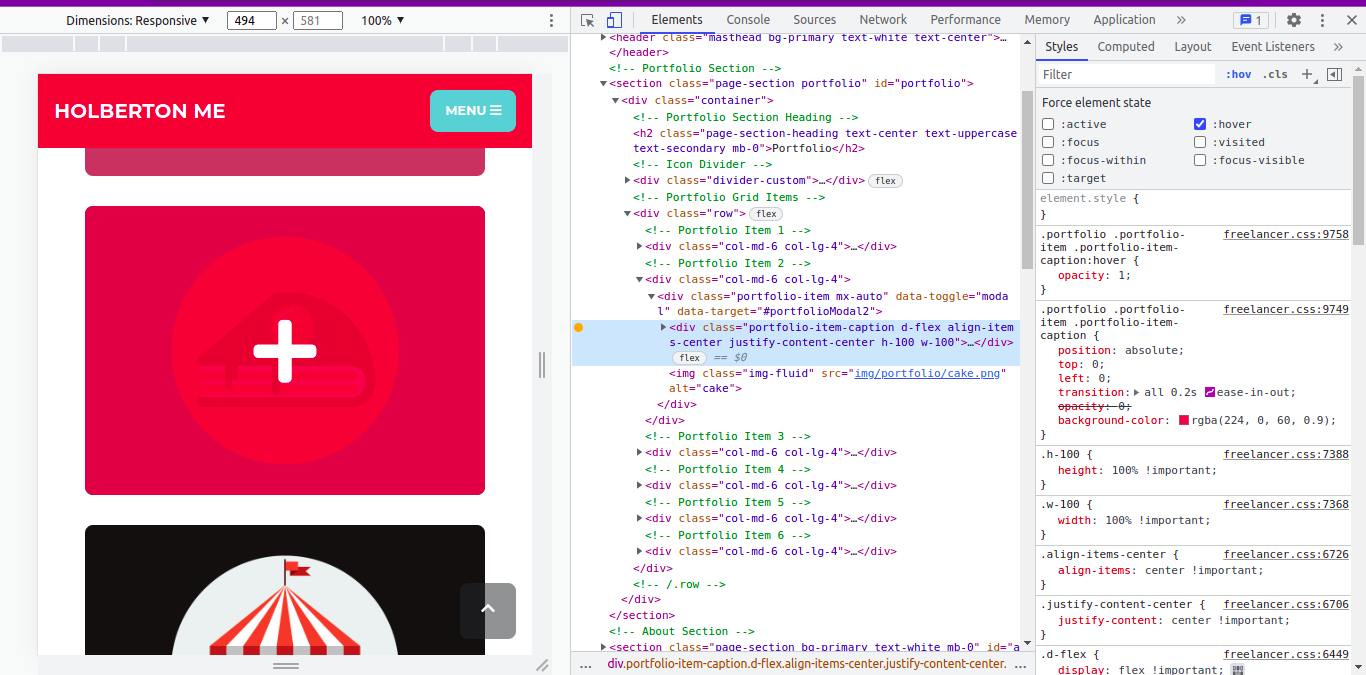 Dimensions: Responsive ▼ 494 × 581 100% ▼
Elements Console Sources Network Performance Memory Application » 1
HOLBERTON ME
MENU ☰
<header class="masthead bg-primary text-white text-center">…
</header>
<!-- Portfolio Section -->
<section class="page-section portfolio" id="portfolio">
<div class="container">
<!-- Portfolio Section Heading -->
<h2 class="page-section-heading text-center text-uppercase
text-secondary mb-0">Portfolio</h2>
<!-- Icon Divider -->
<div class="divider-custom">…</div> flex
<!-- Portfolio Grid Items -->
<div class="row"> flex
<!-- Portfolio Item 1 -->
<div class="col-md-6 col-lg-4">…</div>
<!-- Portfolio Item 2 -->
<div class="col-md-6 col-lg-4">
<div class="portfolio-item mx-auto" data-toggle="moda
l" data-target="#portfolioModal2">
<div class="portfolio-item-caption d-flex align-item
s-center justify-content-center h-100 w-100">…</div>
flex == $0
<img class="img-fluid" src="img/portfolio/cake.png"
alt="cake">
</div>
</div>
<!-- Portfolio Item 3 -->
<div class="col-md-6 col-lg-4">…</div>
<!-- Portfolio Item 4 -->
<div class="col-md-6 col-lg-4">…</div>
<!-- Portfolio Item 5 -->
<div class="col-md-6 col-lg-4">…</div>
<!-- Portfolio Item 6 -->
<div class="col-md-6 col-lg-4">…</div>
</div>
<!-- /.row -->
</div>
</section>
<!-- About Section -->
<section class="page-section bg-primary text-white mb-0" id="a
… div.portfolio-item-caption.d-flex.align-items-center.justify-content-center. …
Styles Computed Layout Event Listeners »
Filter :hov .cls +
Force element state
:active :hover
:focus :visited
:focus-within :focus-visible
:target
element.style {
}
.portfolio .portfolio- freelancer.css:9758
item .portfolio-item-
caption:hover {
opacity: 1;
}
.portfolio .portfolio- freelancer.css:9749
item .portfolio-item-
caption {
position: absolute;
top: 0;
left: 0;
transition: all 0.2s ease-in-out;
opacity: 0;
background-color: rgba(224, 0, 60, 0.9);
}
.h-100 { freelancer.css:7388
height: 100% !important;
}
.w-100 { freelancer.css:7368
width: 100% !important;
}
.align-items-center { freelancer.css:6726
align-items: center !important;
}
.justify-content-center { freelancer.css:6706
justify-content: center !important;
}
.d-flex { freelancer.css:6449
display: flex !important;